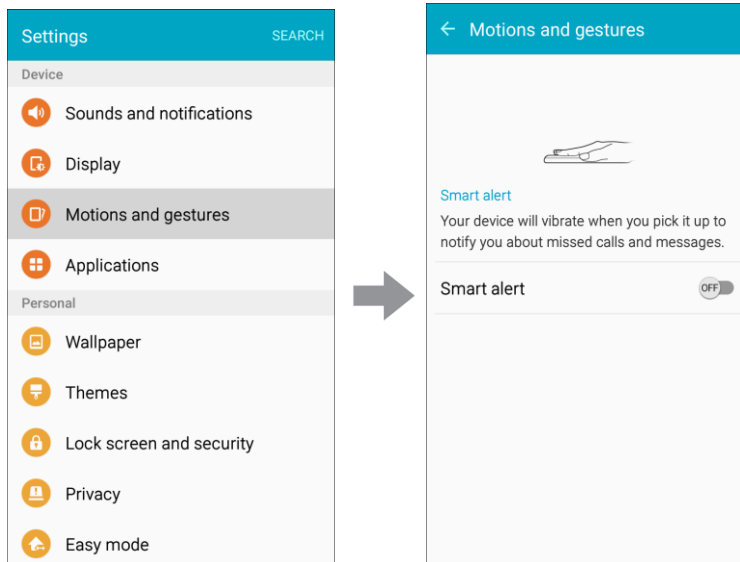 Settings
SEARCH
Device
Sounds and notifications
Display
Motions and gestures
Applications
Personal
Wallpaper
Themes
Lock screen and security
Privacy
Easy mode
Motions and gestures
Smart alert
Your device will vibrate when you pick it up to
notify you about missed calls and messages.
Smart alert
OFF